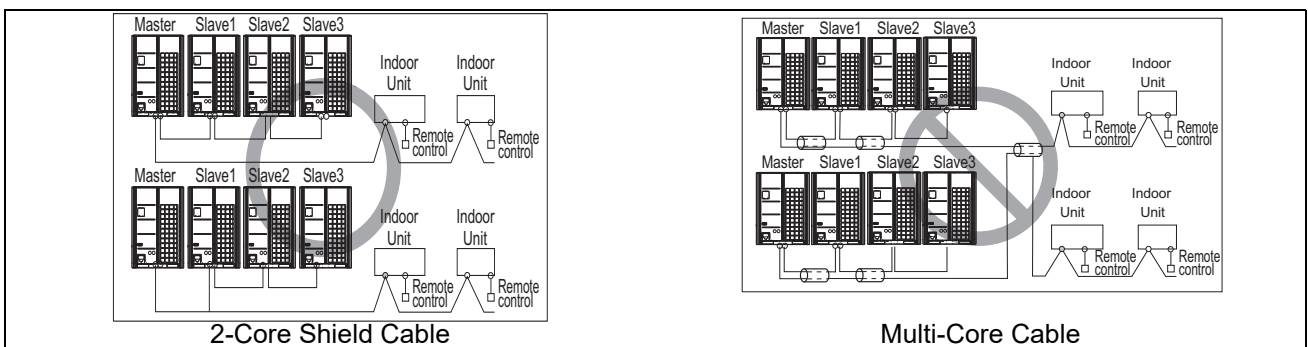 Master Slave1 Slave2 Slave3
Indoor
Unit
Indoor
Unit
Remote
control
Remote
control
Master Slave1 Slave2 Slave3
Indoor
Unit
Indoor
Unit
Remote
control
Remote
control
2-Core Shield Cable
Master Slave1 Slave2 Slave3
Indoor
Unit
Indoor
Unit
Remote
control
Remote
control
Master Slave1 Slave2 Slave3
Indoor
Unit
Indoor
Unit
Remote
control
Remote
control
Multi-Core Cable